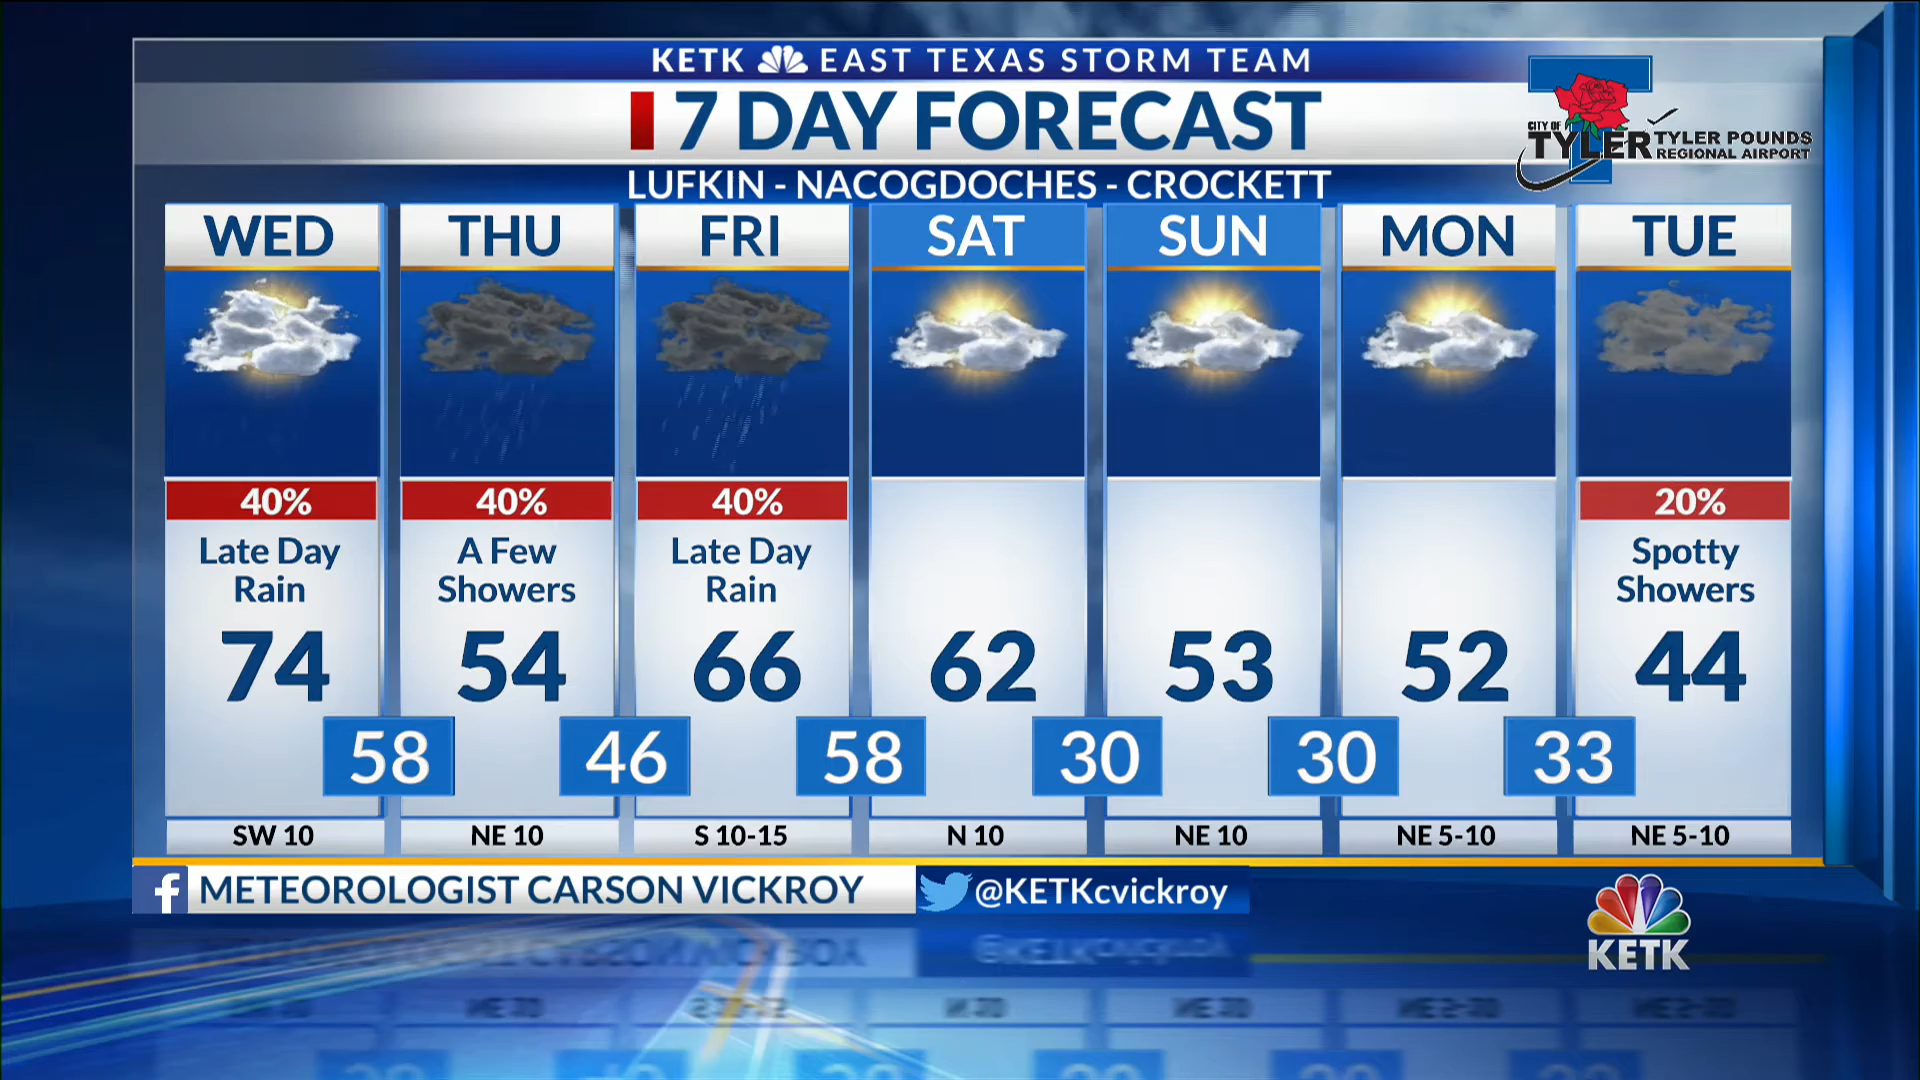 KETK EAST TEXAS STORM TEAM
7 DAY FORECAST
CITY OF
TYLER
TYLER POUNDS
REGIONAL AIRPORT
LUFKIN - NACOGDOCHES - CROCKETT
WED THU FRI SAT SUN MON TUE
40% 40% 40% 20%
Late Day A Few Late Day Spotty
Rain Showers Rain Showers
74 54 66 62 53 52 44
58 46 58 30 30 33
SW 10 NE 10 S 10-15 N 10 NE 10 NE 5-10 NE 5-10
f METEOROLOGIST CARSON VICKROY @KETKcvickroy
KETK